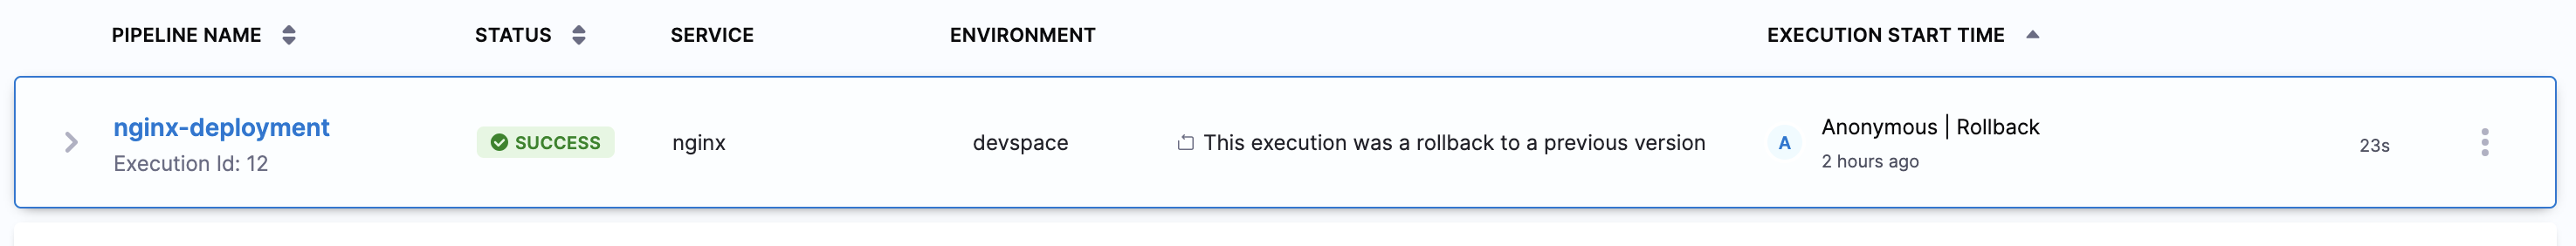 PIPELINE NAME STATUS SERVICE ENVIRONMENT EXECUTION START TIME
nginx-deployment
Execution Id: 12
SUCCESS
nginx
devspace
This execution was a rollback to a previous version
A
Anonymous | Rollback
2 hours ago
23s